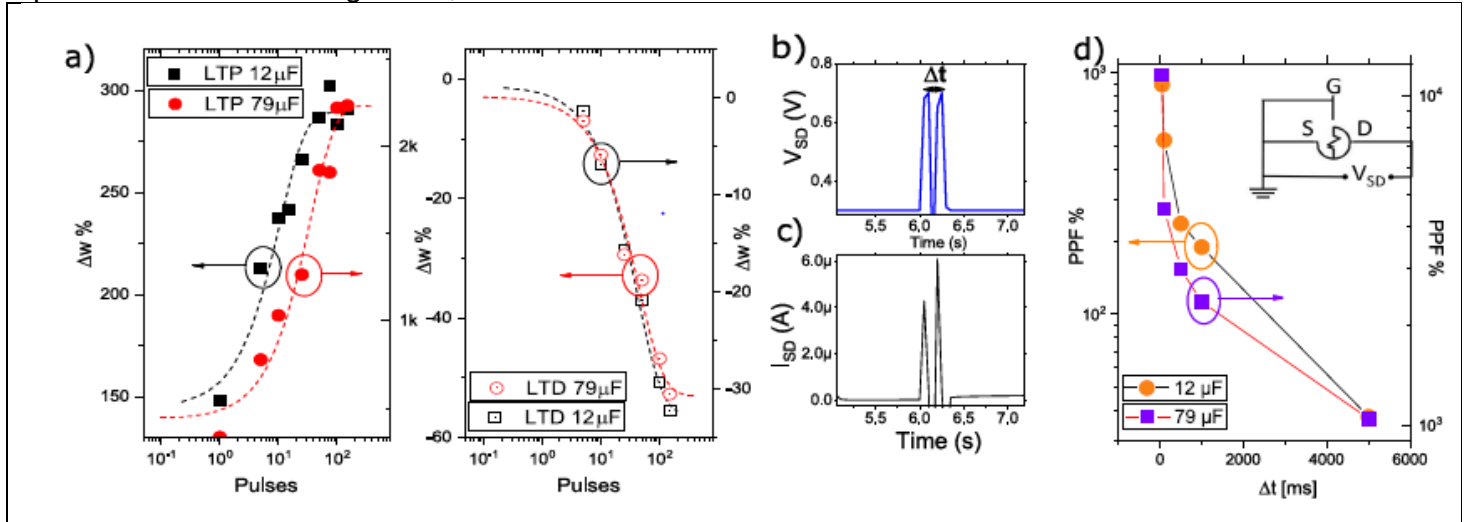 a)
LTP 12µF
LTP 79µF
300
250
200
150
Δw %
2k
1k
10⁻¹ 10⁰ 10¹ 10²
Pulses
0
−20
−40
−60
Δw %
0
−10
−20
−30
Δw %
LTD 79µF
LTD 12µF
10⁻¹ 10⁰ 10¹ 10²
Pulses
b)
Δt
0.8
0.6
0.4
V_SD (V)
5,5 6,0 6,5 7,0
Time (s)
c)
6.0µ
4.0µ
2.0µ
0.0
I_SD (A)
5,5 6,0 6,5 7,0
Time (s)
d)
10³
10²
PPF %
10⁴
10³
PPF %
G
S D
V_SD
12 µF
79 µF
0 2000 4000 6000
Δt [ms]